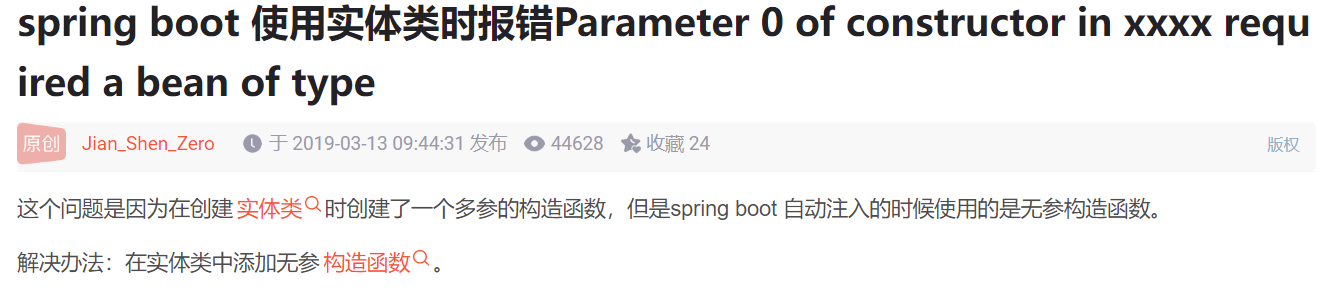 spring boot 使用实体类时报错Parameter 0 of constructor in xxxx requ
ired a bean of type
原创 Jian_Shen_Zero 于 2019-03-13 09:44:31 发布 44628 收藏 24 版权
这个问题是因为在创建实体类时创建了一个多参的构造函数，但是spring boot 自动注入的时候使用的是无参构造函数。
解决办法：在实体类中添加无参构造函数。